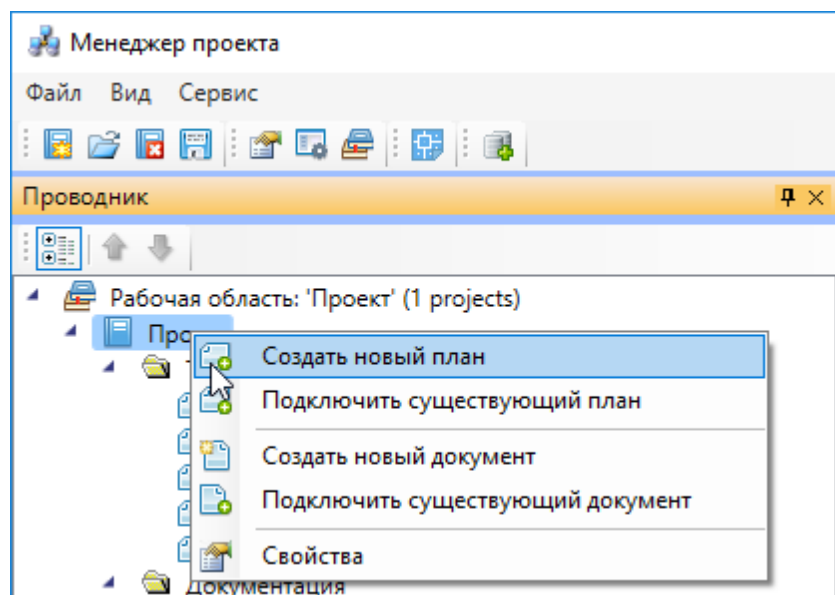 Менеджер проекта
Файл Вид Сервис
Проводник
Рабочая область: 'Проект' (1 projects)
Создать новый план
Подключить существующий план
Создать новый документ
Подключить существующий документ
Свойства
Документация